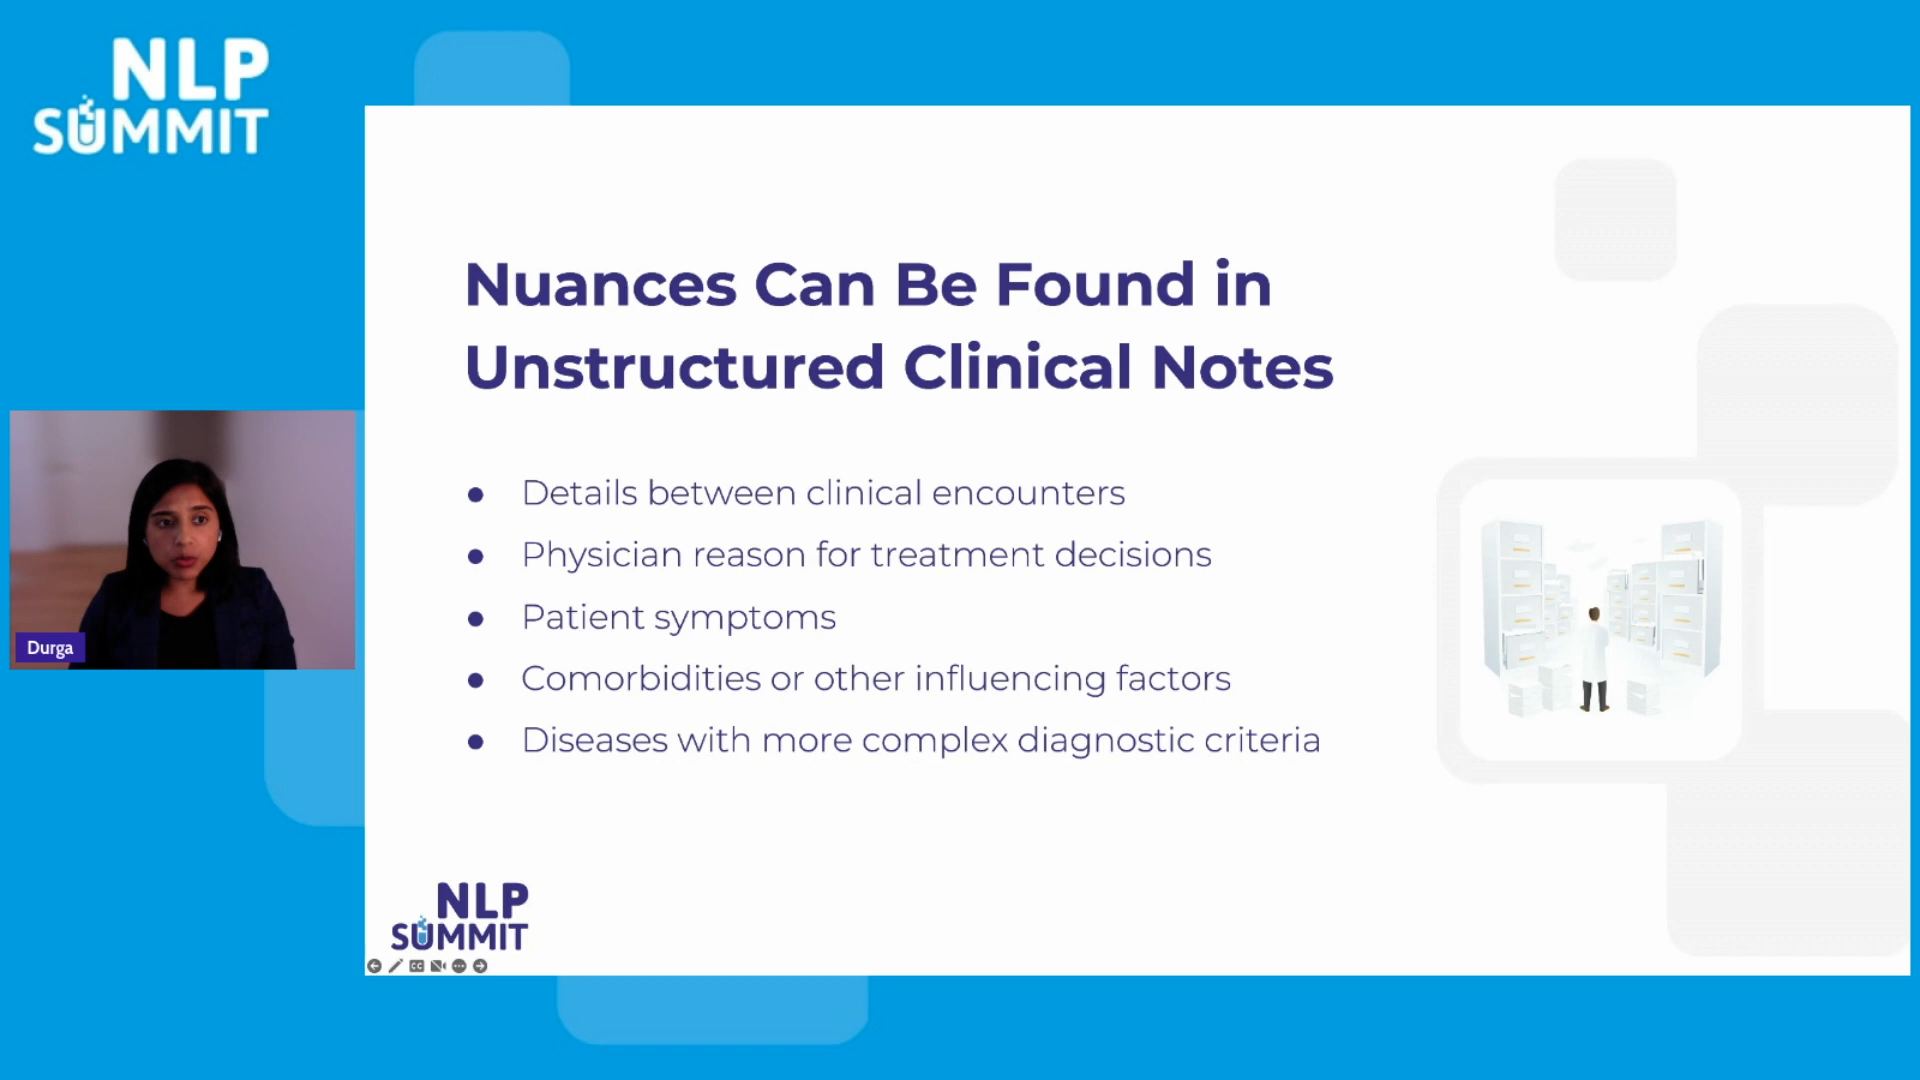 NLP
SUMMIT
Nuances Can Be Found in
Unstructured Clinical Notes
● Details between clinical encounters
● Physician reason for treatment decisions
● Patient symptoms
● Comorbidities or other influencing factors
● Diseases with more complex diagnostic criteria
Durga
NLP
SUMMIT
CC